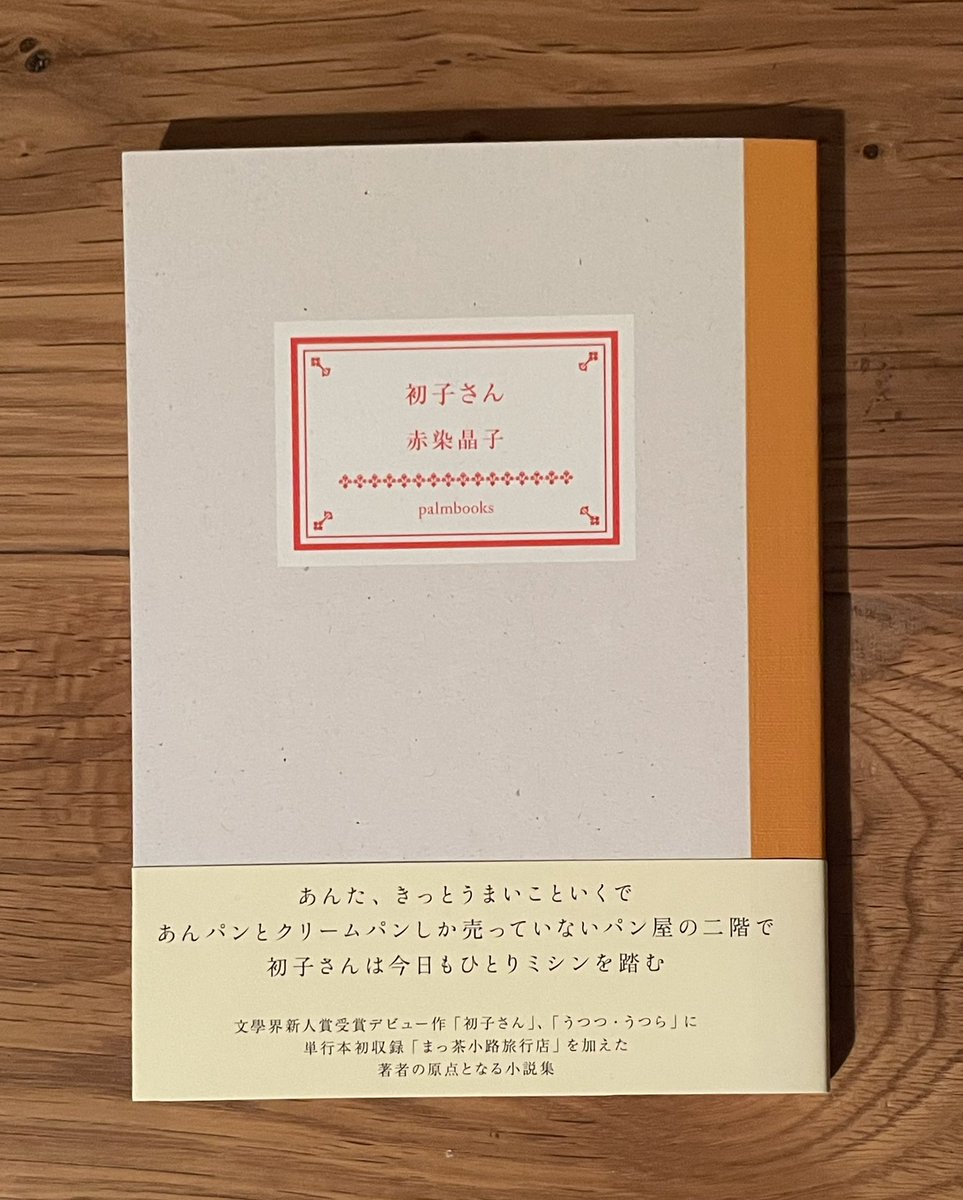 初子さん
赤染晶子
palmbooks
あんた、きっとうまいこといくで
あんパンとクリームパンしか売っていないパン屋の二階で
初子さんは今日もひとりミシンを踏む
文學界新人賞受賞デビュー作「初子さん」、「うつつ・うつら」に
単行本初収録「まっ茶小路旅行店」を加えた
著者の原点となる小説集